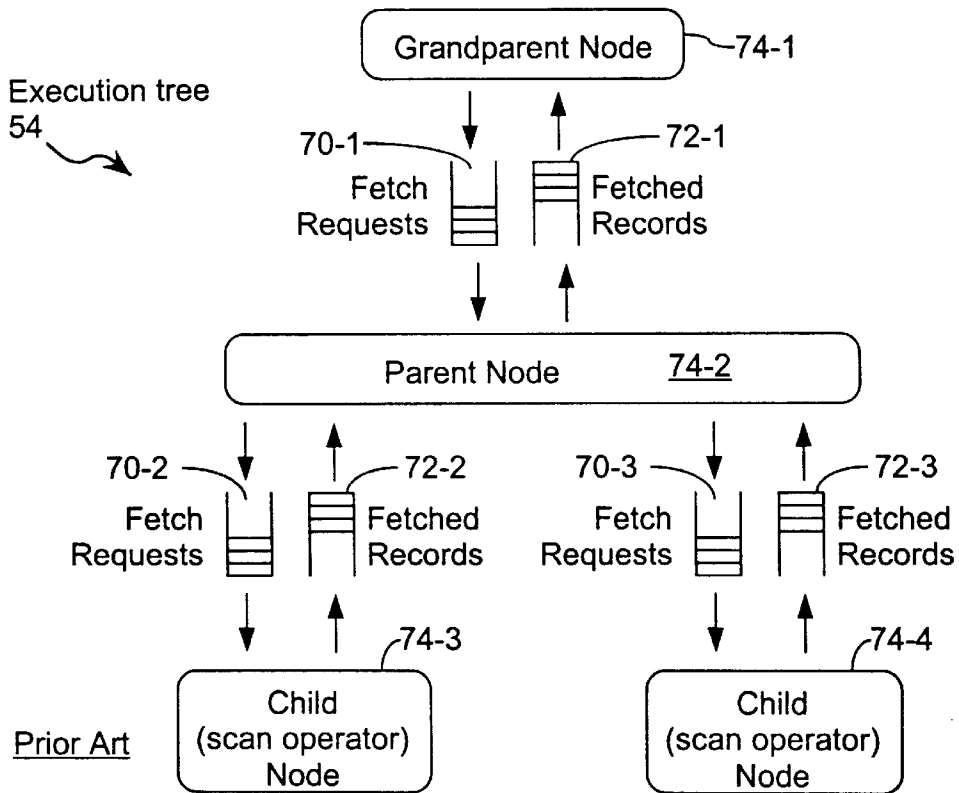 Grandparent Node
74-1
Execution tree
54
70-1
72-1
Fetch
Requests
Fetched
Records
Parent Node 74-2
70-2
72-2
70-3
72-3
Fetch
Requests
Fetched
Records
Fetch
Requests
Fetched
Records
74-3
74-4
Child
(scan operator)
Node
Child
(scan operator)
Node
Prior Art